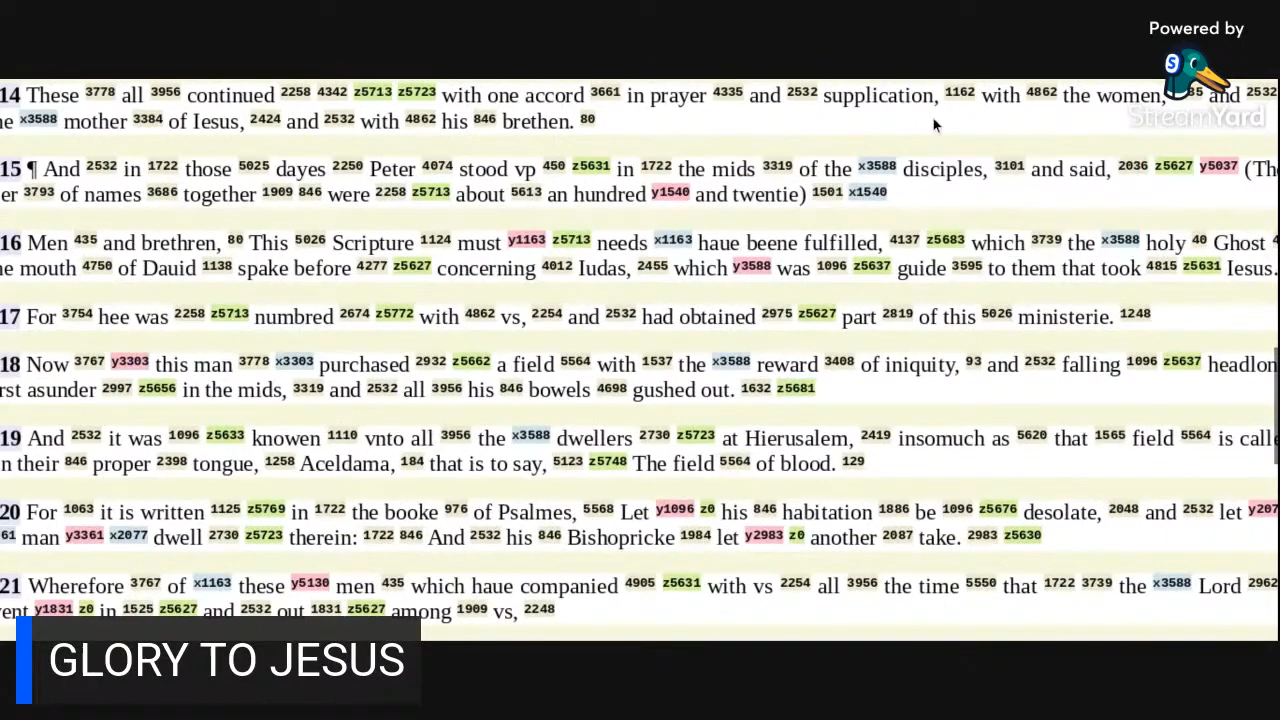 Powered by
StreamYard
14 These 3778 all 3956 continued 2258 4342 z5713 z5723 with one accord 3661 in prayer 4335 and 2532 supplication, 1162 with 4862 the women, 35 and 2532
e x3588 mother 3384 of Iesus, 2424 and 2532 with 4862 his 846 brethen. 80
15 ¶ And 2532 in 1722 those 5025 dayes 2250 Peter 4074 stood vp 450 z5631 in 1722 the mids 3319 of the x3588 disciples, 3101 and said, 2036 z5627 y5037 (Th
er 3793 of names 3686 together 1909 846 were 2258 z5713 about 5613 an hundred y1540 and twentie) 1501 x1540
16 Men 435 and brethren, 80 This 5026 Scripture 1124 must y1163 z5713 needs x1163 haue beene fulfilled, 4137 z5683 which 3739 the x3588 holy 40 Ghost 4
e mouth 4750 of Dauid 1138 spake before 4277 z5627 concerning 4012 Iudas, 2455 which y3588 was 1096 z5637 guide 3595 to them that took 4815 z5631 Iesus.
17 For 3754 hee was 2258 z5713 numbred 2674 z5772 with 4862 vs, 2254 and 2532 had obtained 2975 z5627 part 2819 of this 5026 ministerie. 1248
18 Now 3767 y3303 this man 3778 x3303 purchased 2932 z5662 a field 5564 with 1537 the x3588 reward 3408 of iniquity, 93 and 2532 falling 1096 z5637 headlon
rst asunder 2997 z5656 in the mids, 3319 and 2532 all 3956 his 846 bowels 4698 gushed out. 1632 z5681
19 And 2532 it was 1096 z5633 knowen 1110 vnto all 3956 the x3588 dwellers 2730 z5723 at Hierusalem, 2419 insomuch as 5620 that 1565 field 5564 is calle
n their 846 proper 2398 tongue, 1258 Aceldama, 184 that is to say, 5123 z5748 The field 5564 of blood. 129
20 For 1063 it is written 1125 z5769 in 1722 the booke 976 of Psalmes, 5568 Let y1096 z0 his 846 habitation 1886 be 1096 z5676 desolate, 2048 and 2532 let y207
61 man y3361 x2077 dwell 2730 z5723 therein: 1722 846 And 2532 his 846 Bishopricke 1984 let y2983 z0 another 2087 take. 2983 z5630
21 Wherefore 3767 of x1163 these y5130 men 435 which haue companied 4905 z5631 with vs 2254 all 3956 the time 5550 that 1722 3739 the x3588 Lord 2962
ent y1831 z0 in 1525 z5627 and 2532 out 1831 z5627 among 1909 vs, 2248
GLORY TO JESUS